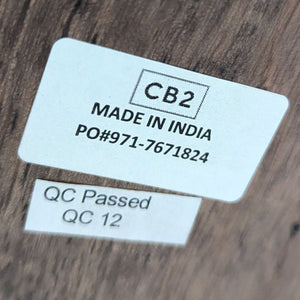 CB2
MADE IN INDIA
PO#971-7671824
QC Passed
QC 12